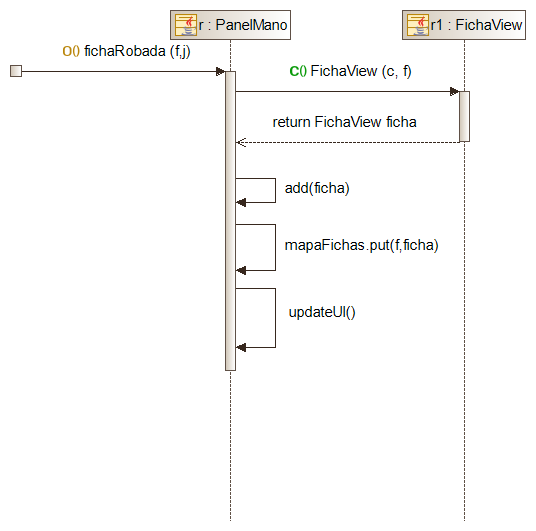 r : PanelMano
r1 : FichaView
O() fichaRobada (f,j)
C() FichaView (c, f)
return FichaView ficha
add(ficha)
mapaFichas.put(f,ficha)
updateUI()